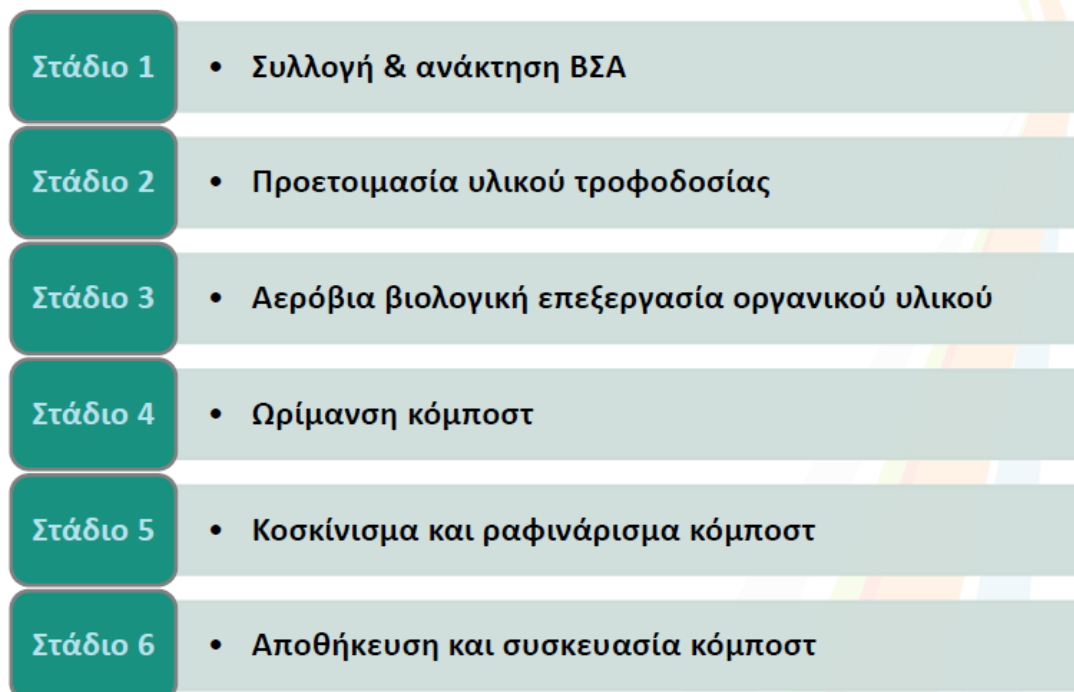 Στάδιο 1
• Συλλογή & ανάκτηση ΒΣΑ
Στάδιο 2
• Προετοιμασία υλικού τροφοδοσίας
Στάδιο 3
• Αερόβια βιολογική επεξεργασία οργανικού υλικού
Στάδιο 4
• Ωρίμανση κόμποστ
Στάδιο 5
• Κοσκίνισμα και ραφινάρισμα κόμποστ
Στάδιο 6
• Αποθήκευση και συσκευασία κόμποστ